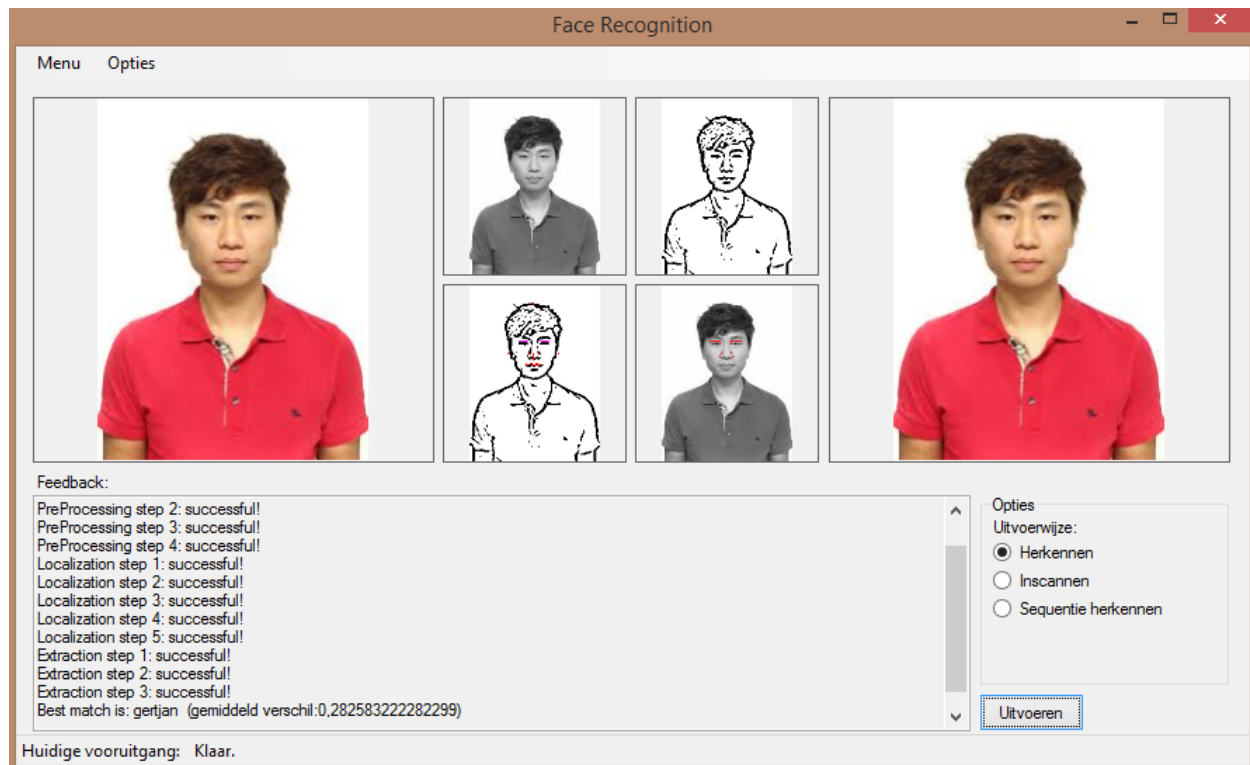 Face Recognition
Menu Opties
Feedback:
PreProcessing step 2: successful!
PreProcessing step 3: successful!
PreProcessing step 4: successful!
Localization step 1: successful!
Localization step 2: successful!
Localization step 3: successful!
Localization step 4: successful!
Localization step 5: successful!
Extraction step 1: successful!
Extraction step 2: successful!
Extraction step 3: successful!
Best match is: gertjan (gemiddeld verschil:0,282583222282299)
Opties
Uitvoerwijze:
Herkennen
Inscannen
Sequentie herkennen
Uitvoeren
Huidige vooruitgang: Klaar.